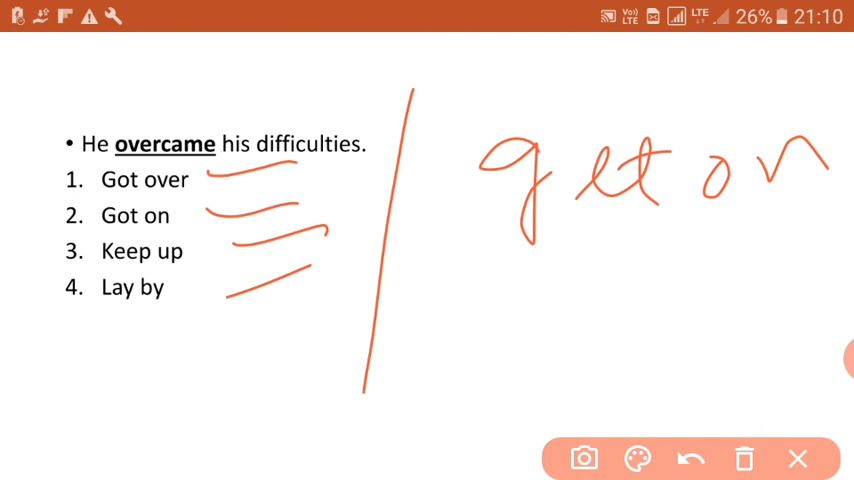 26% 21:10
• He overcame his difficulties.
1. Got over
2. Got on
3. Keep up
4. Lay by
get on